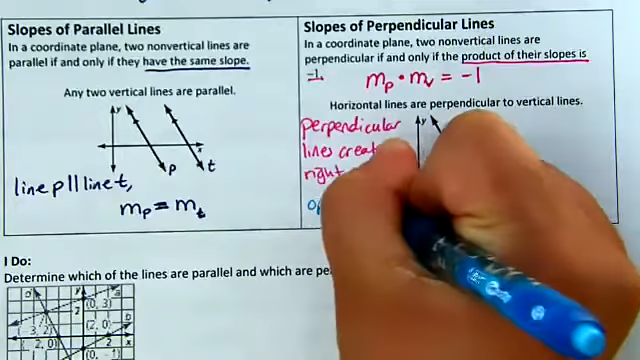 Slopes of Parallel Lines
In a coordinate plane, two nonvertical lines are
parallel if and only if they have the same slope.
Any two vertical lines are parallel.
y
x
p
t
line p || line t,
mp = mt
Slopes of Perpendicular Lines
In a coordinate plane, two nonvertical lines are
perpendicular if and only if the product of their slopes is
-1.
mp • mv = -1
Horizontal lines are perpendicular to vertical lines.
perpendicular
lines
right
y
I Do:
Determine which of the lines are parallel and which are
y
a
(0, 3)
(-3, 2)
(2, 0)
b
(-2, 0)
2
x
(0, -1)